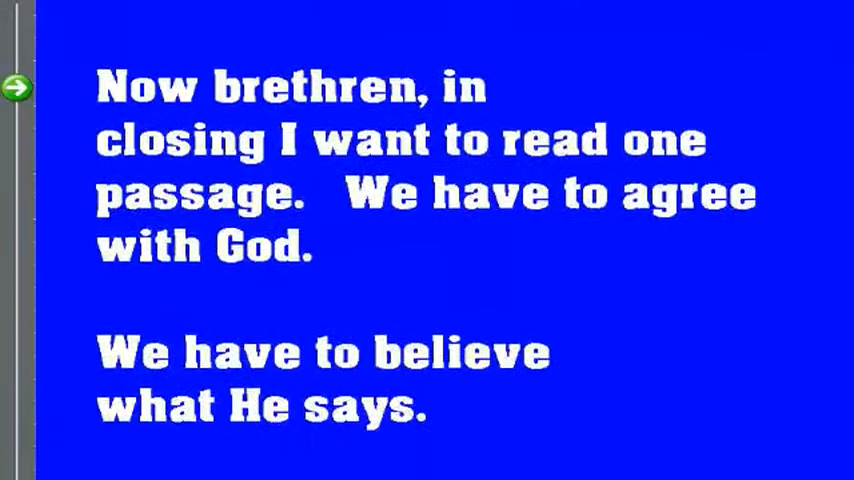 Now brethren, in
closing I want to read one
passage.   We have to agree
with God.
We have to believe
what He says.